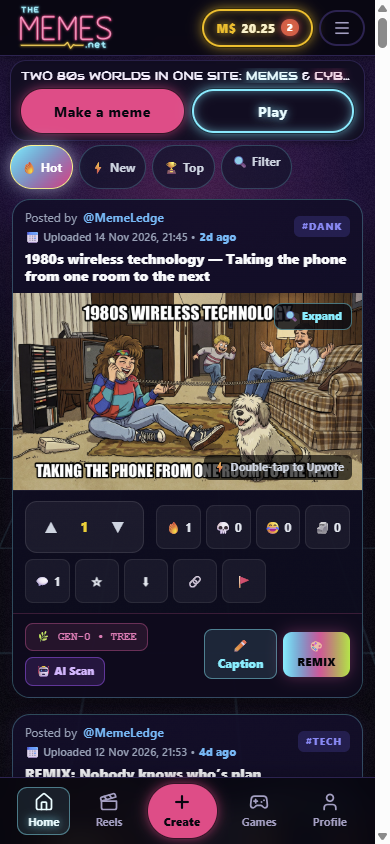 THE
MEMES
.net
M$ 20.25 2
TWO 80s WORLDS IN ONE SITE: MEMES & CYB…
Make a meme
Play
🔥 Hot
⚡ New
🏆 Top
🔍 Filter
Posted by @MemeLedge
📅 Uploaded 14 Nov 2026, 21:45 • 2d ago
#DANK
1980s wireless technology — Taking the phone
from one room to the next
1980S WIRELESS TECHNOLOGY
🔍 Expand
⚡ Double-tap to Upvote
TAKING THE PHONE FROM ONE ROOM TO THE NEXT
▲ 1 ▼
🔥 1
💀 0
😂 0
🗿 0
💬 1
🌿 GEN-0 • TREE
AI Scan
Caption
REMIX
Posted by @MemeLedge
📅 Uploaded 12 Nov 2026, 21:53 • 4d ago
#TECH
REMIX: Nobody knows who's plan
Home
Reels
Create
Games
Profile